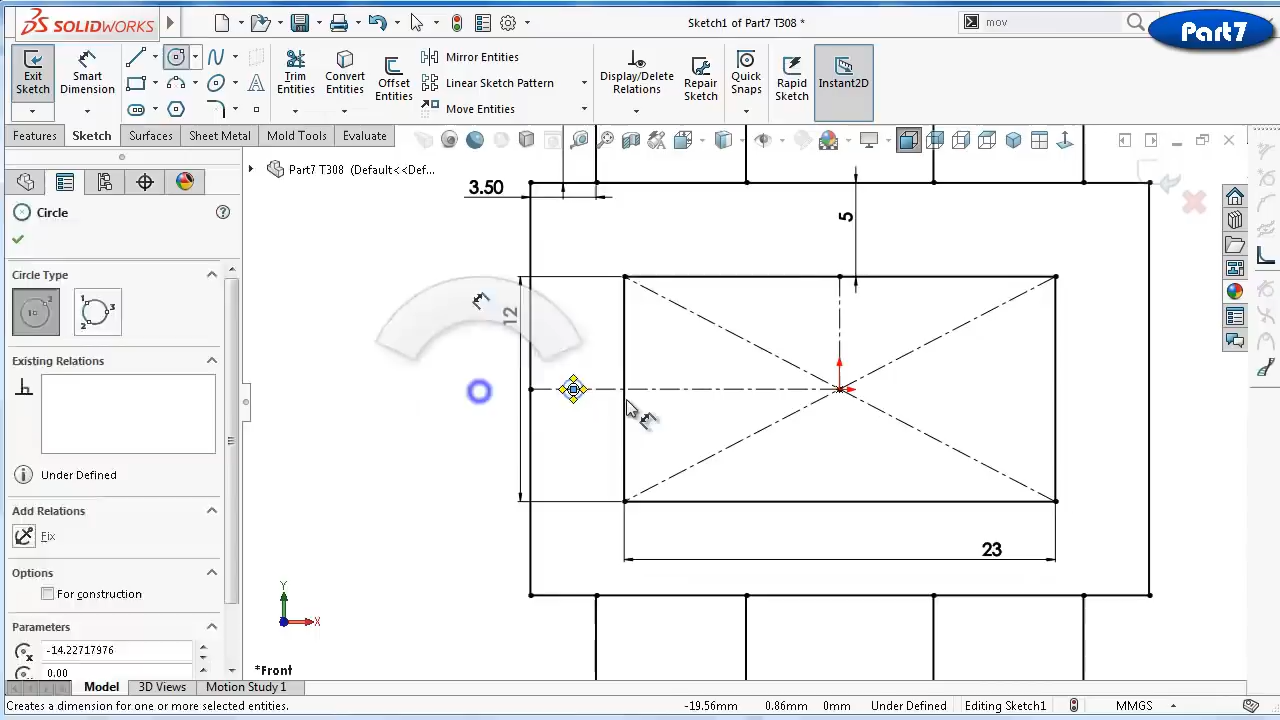 SOLIDWORKS
Sketch1 of Part7 T308 *
mov
Part7
Exit
Sketch
Smart
Dimension
Trim
Entities
Convert
Entities
Offset
Entities
Mirror Entities
Linear Sketch Pattern
Move Entities
Display/Delete
Relations
Repair
Sketch
Quick
Snaps
Rapid
Sketch
Instant2D
Features
Sketch
Surfaces
Sheet Metal
Mold Tools
Evaluate
Part7 T308 (Default<<Def...
Circle
Circle Type
Existing Relations
Under Defined
Add Relations
Fix
Options
For construction
Parameters
-14.22717976
0.00
3.50
5
12
23
Y
X
*Front
Model
3D Views
Motion Study 1
Creates a dimension for one or more selected entities.
-19.56mm
0.86mm
0mm
Under Defined
Editing Sketch1
MMGS